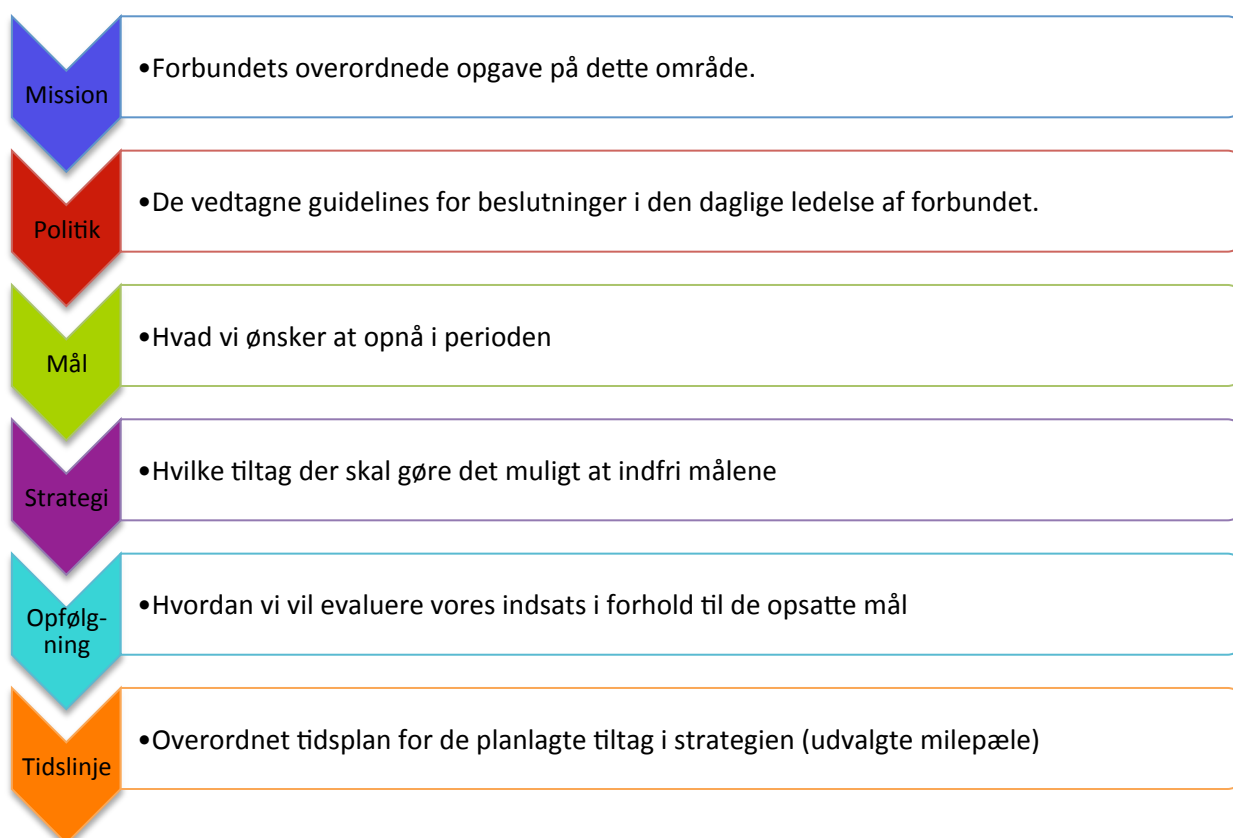 Mission
•Forbundets overordnede opgave på dette område.
Politik
•De vedtagne guidelines for beslutninger i den daglige ledelse af forbundet.
Mål
•Hvad vi ønsker at opnå i perioden
Strategi
•Hvilke tiltag der skal gøre det muligt at indfri målene
Opfølg-
ning
•Hvordan vi vil evaluere vores indsats i forhold til de opsatte mål
Tidslinje
•Overordnet tidsplan for de planlagte tiltag i strategien (udvalgte milepæle)